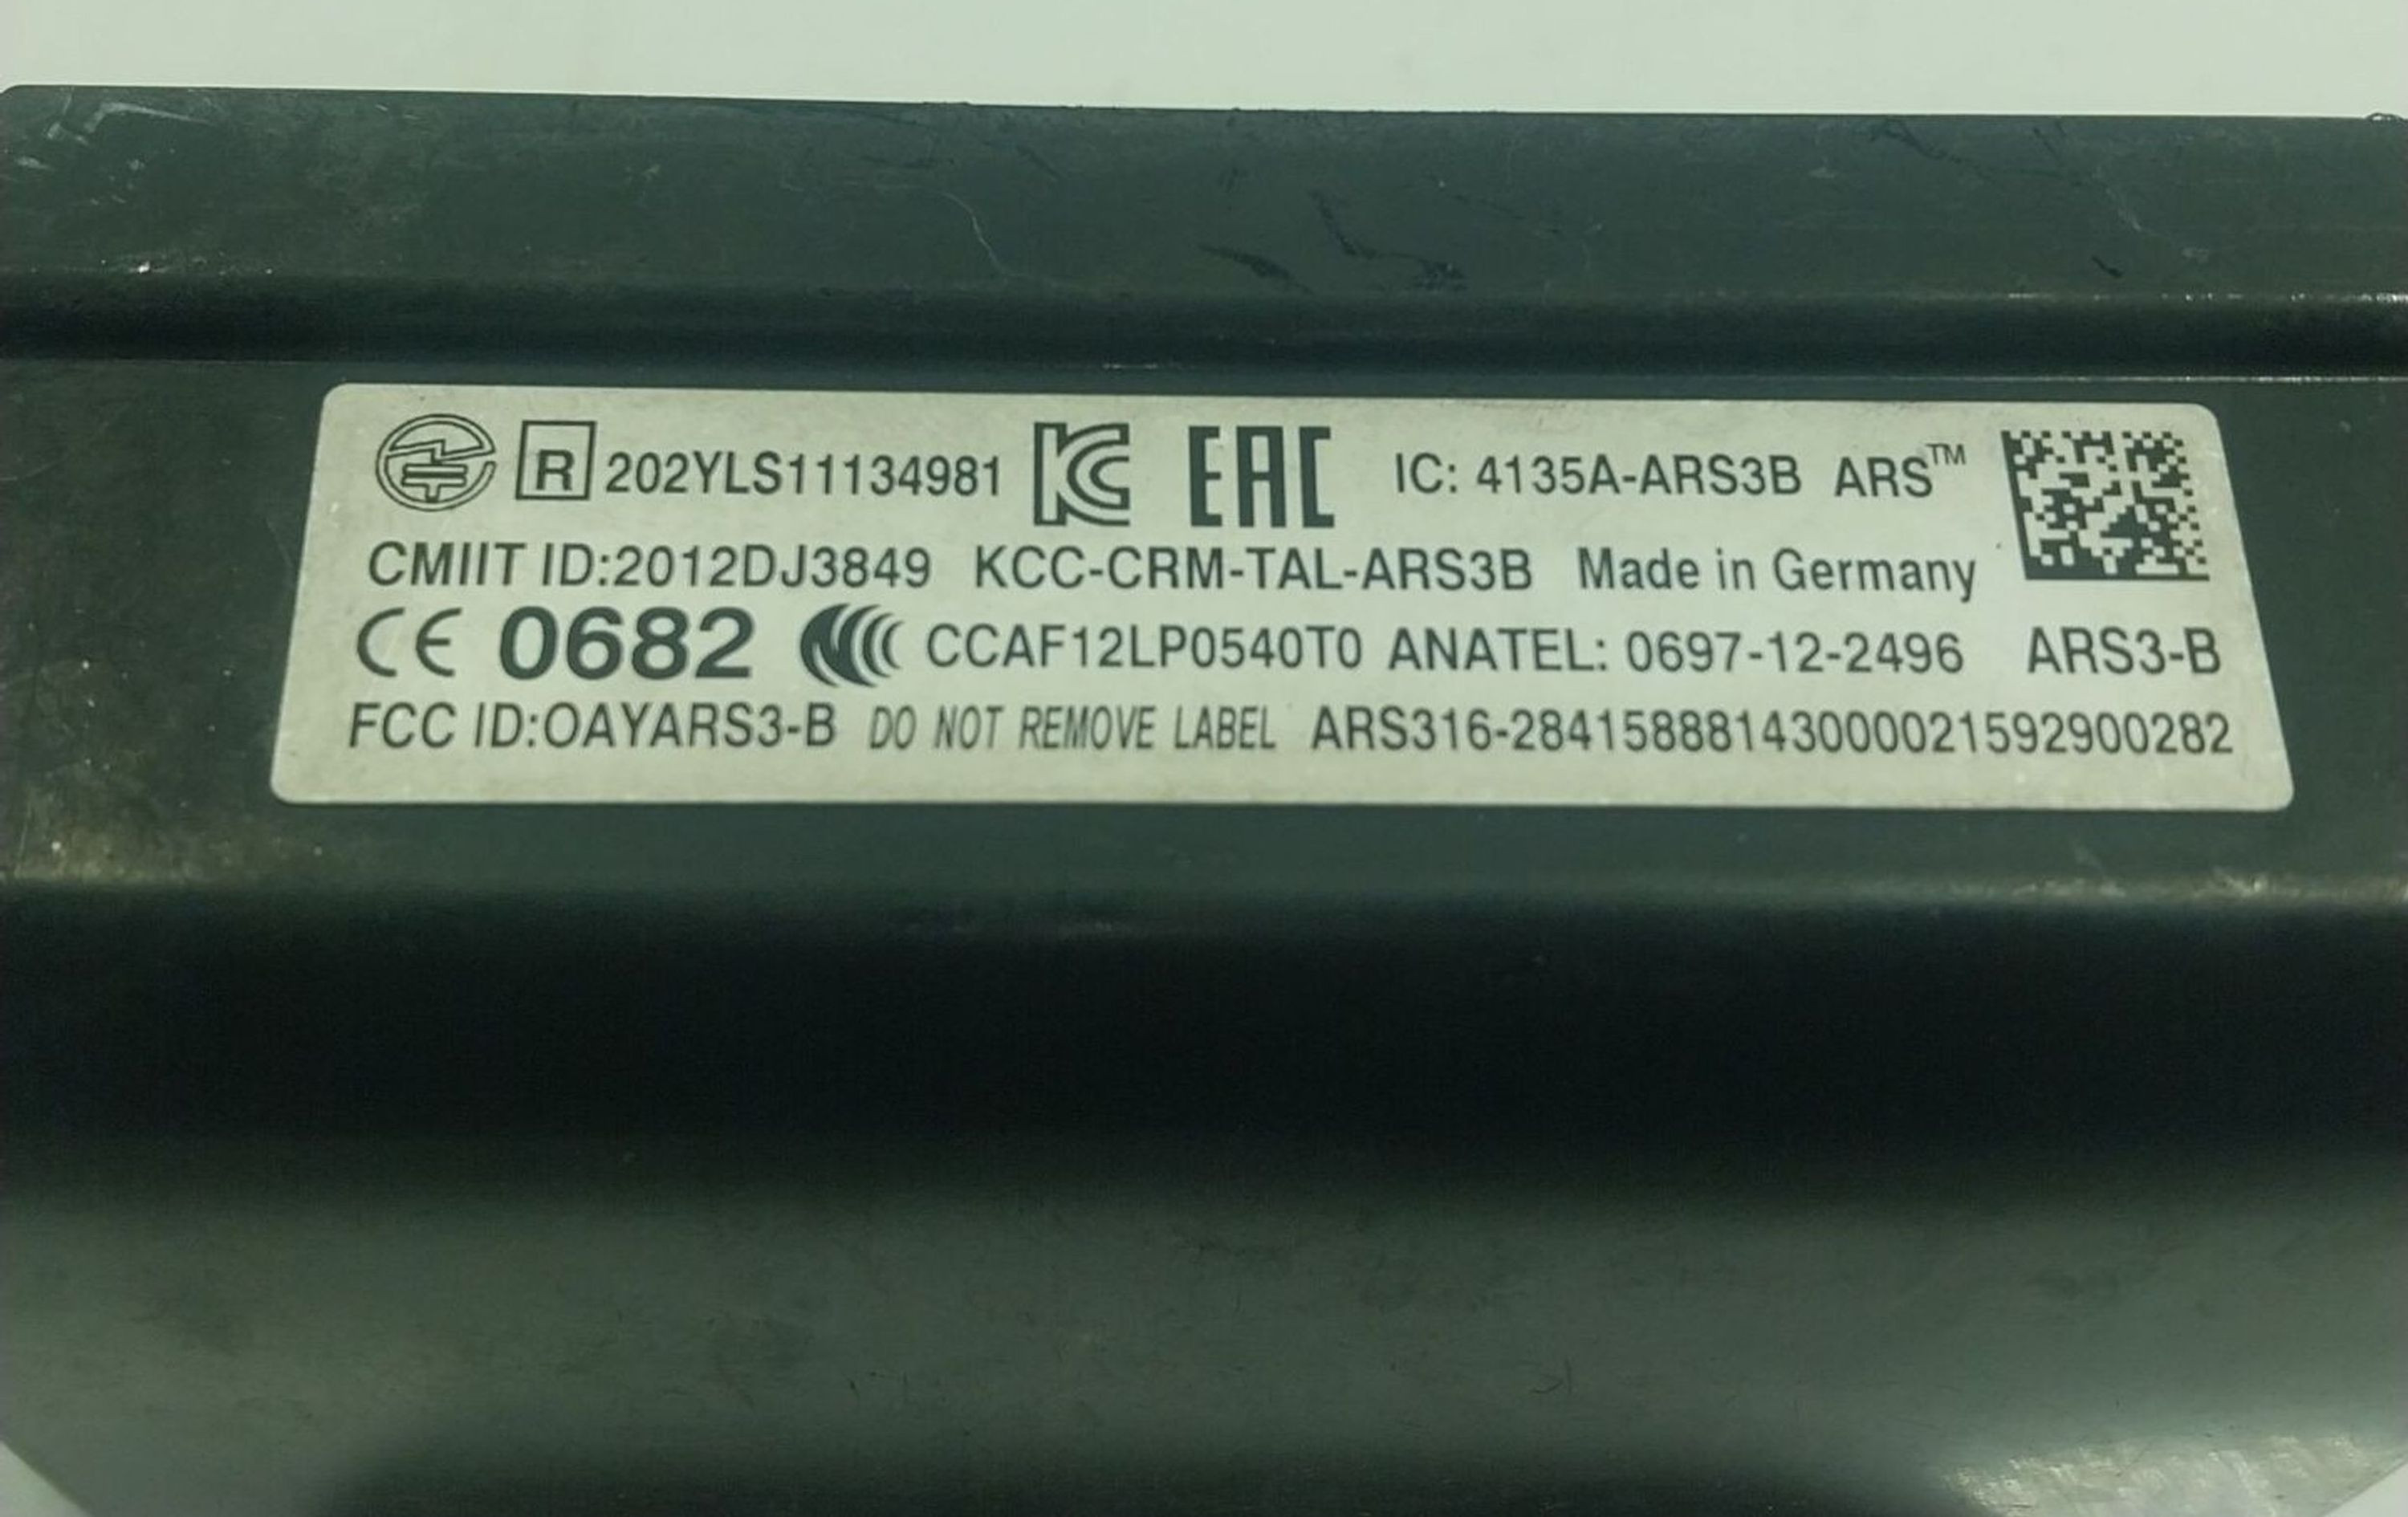 R 202YLS11134981 EAC IC: 4135A-ARS3B ARS™
CMIIT ID:2012DJ3849 KCC-CRM-TAL-ARS3B Made in Germany
CE 0682 CCAF12LP0540T0 ANATEL: 0697-12-2496 ARS3-B
FCC ID:OAYARS3-B DO NOT REMOVE LABEL ARS316-28415888143000021592900282